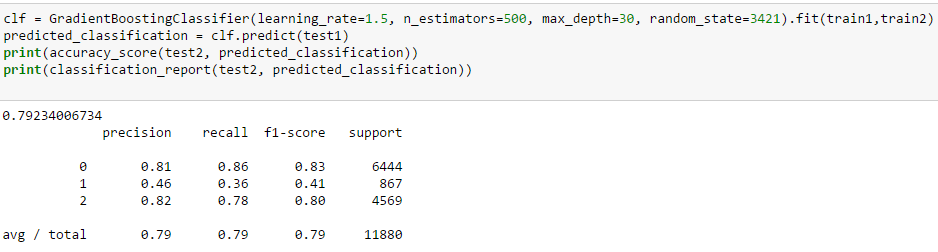 clf = GradientBoostingClassifier(learning_rate=1.5, n_estimators=500, max_depth=30, random_state=3421).fit(train1,train2)
predicted_classification = clf.predict(test1)
print(accuracy_score(test2, predicted_classification))
print(classification_report(test2, predicted_classification))
0.79234006734
precision recall f1-score support
0 0.81 0.86 0.83 6444
1 0.46 0.36 0.41 867
2 0.82 0.78 0.80 4569
avg / total 0.79 0.79 0.79 11880